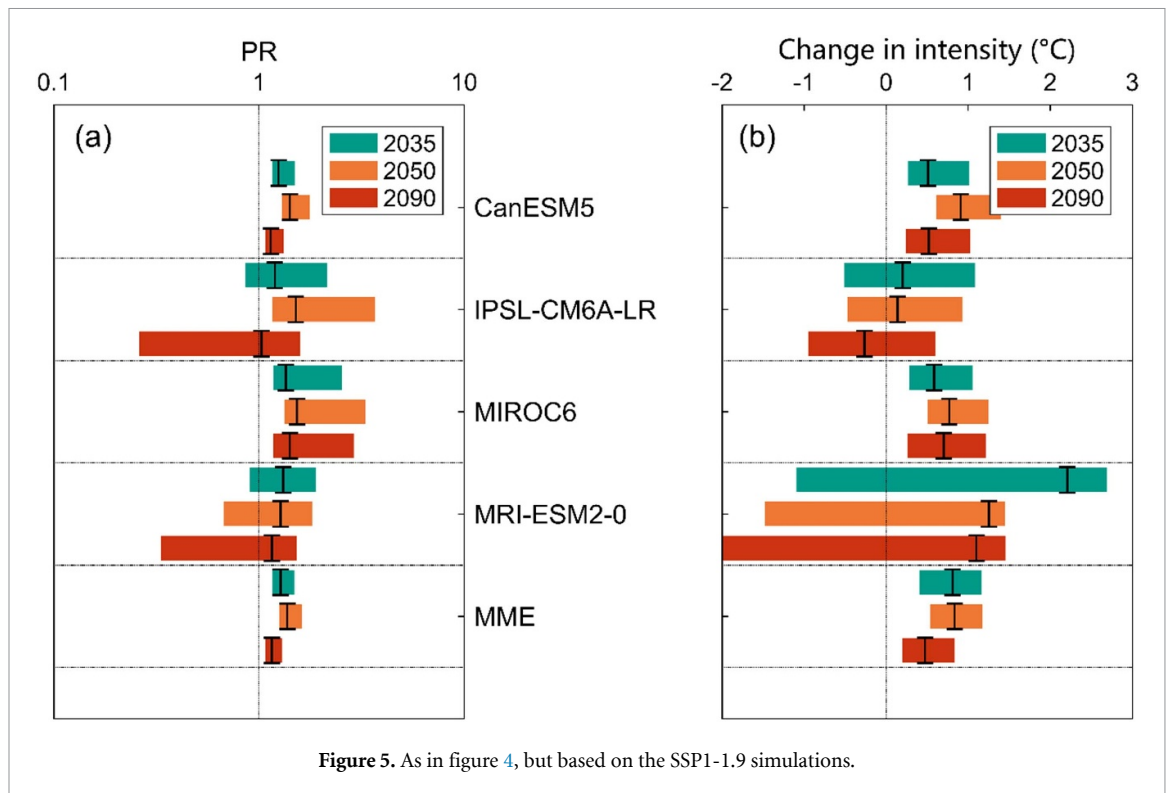 PR
0.1 1 10
(a)
2035
2050
2090
Change in intensity (°C)
-2 -1 0 1 2 3
(b)
2035
2050
2090
CanESM5
IPSL-CM6A-LR
MIROC6
MRI-ESM2-0
MME
Figure 5. As in figure 4, but based on the SSP1-1.9 simulations.